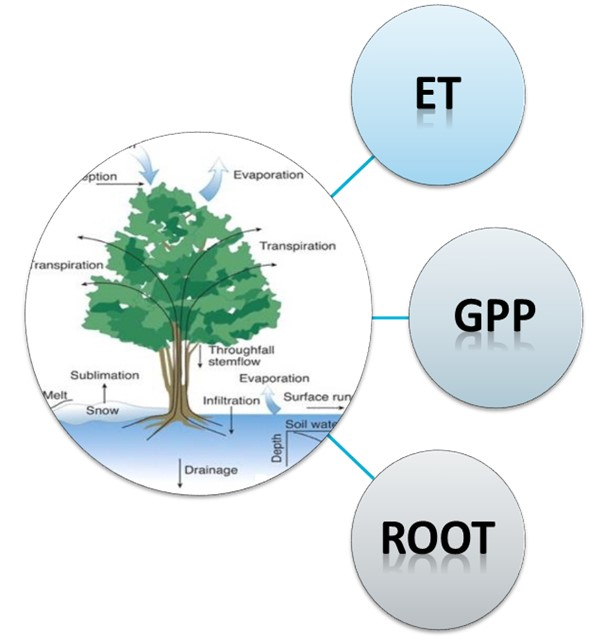 ET
eption
Evaporation
Transpiration
Transpiration
GPP
Throughfall
stemflow
Sublimation
Evaporation
Melt
Snow
Infiltration
Surface run
Soil wate
Depth
Drainage
ROOT